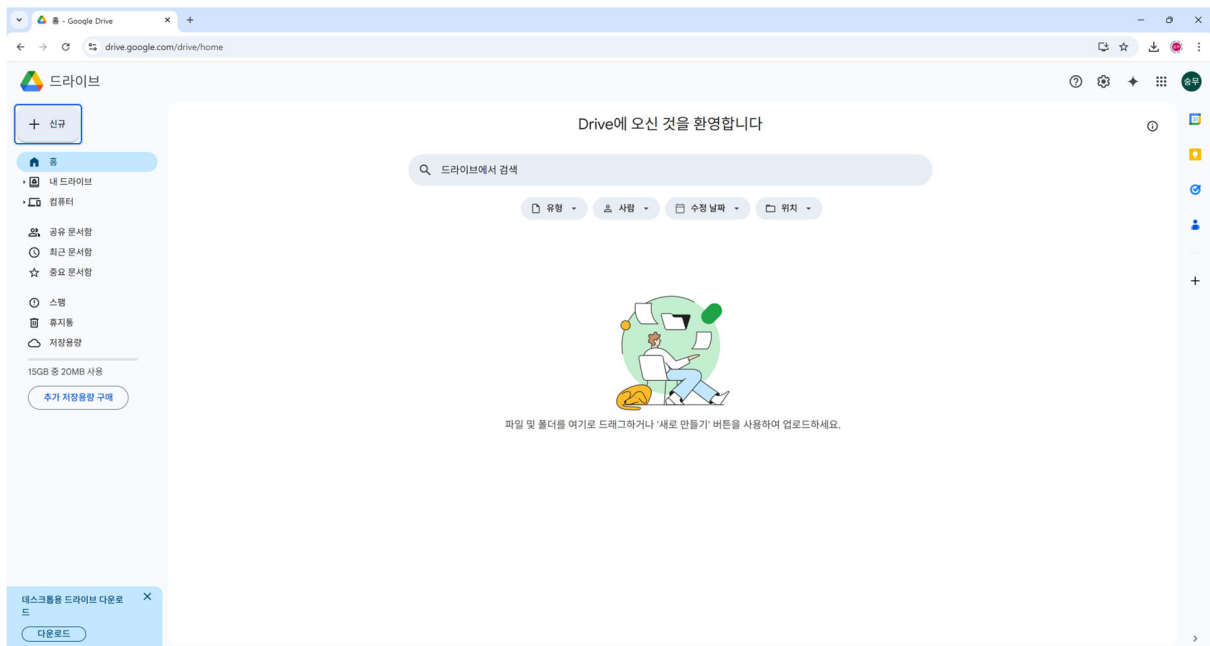 홈 - Google Drive
drive.google.com/drive/home
드라이브
승무
신규
Drive에 오신 것을 환영합니다
드라이브에서 검색
유형
사람
수정 날짜
위치
홈
내 드라이브
컴퓨터
공유 문서함
최근 문서함
중요 문서함
스팸
휴지통
저장용량
15GB 중 20MB 사용
추가 저장용량 구매
파일 및 폴더를 여기로 드래그하거나 '새로 만들기' 버튼을 사용하여 업로드하세요.
데스크톱용 드라이브 다운로
드
다운로드